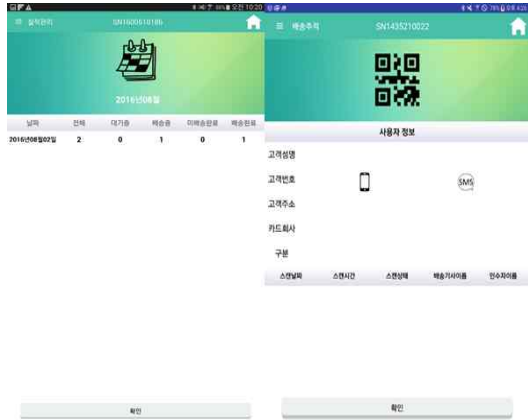 오전 10:20
실적관리 SN1600518186
2016년08월
날짜 전체 대기중 배송중 미배송완료 배송완료
2016년08월02일 2 0 1 0 1
확인
배송추적 SN1435210022
사용자 정보
고객성명
고객번호 SMS
고객주소
카드회사
구분
스캔날짜 스캔시간 스캔상태 배송기사이름 인수자이름
확인